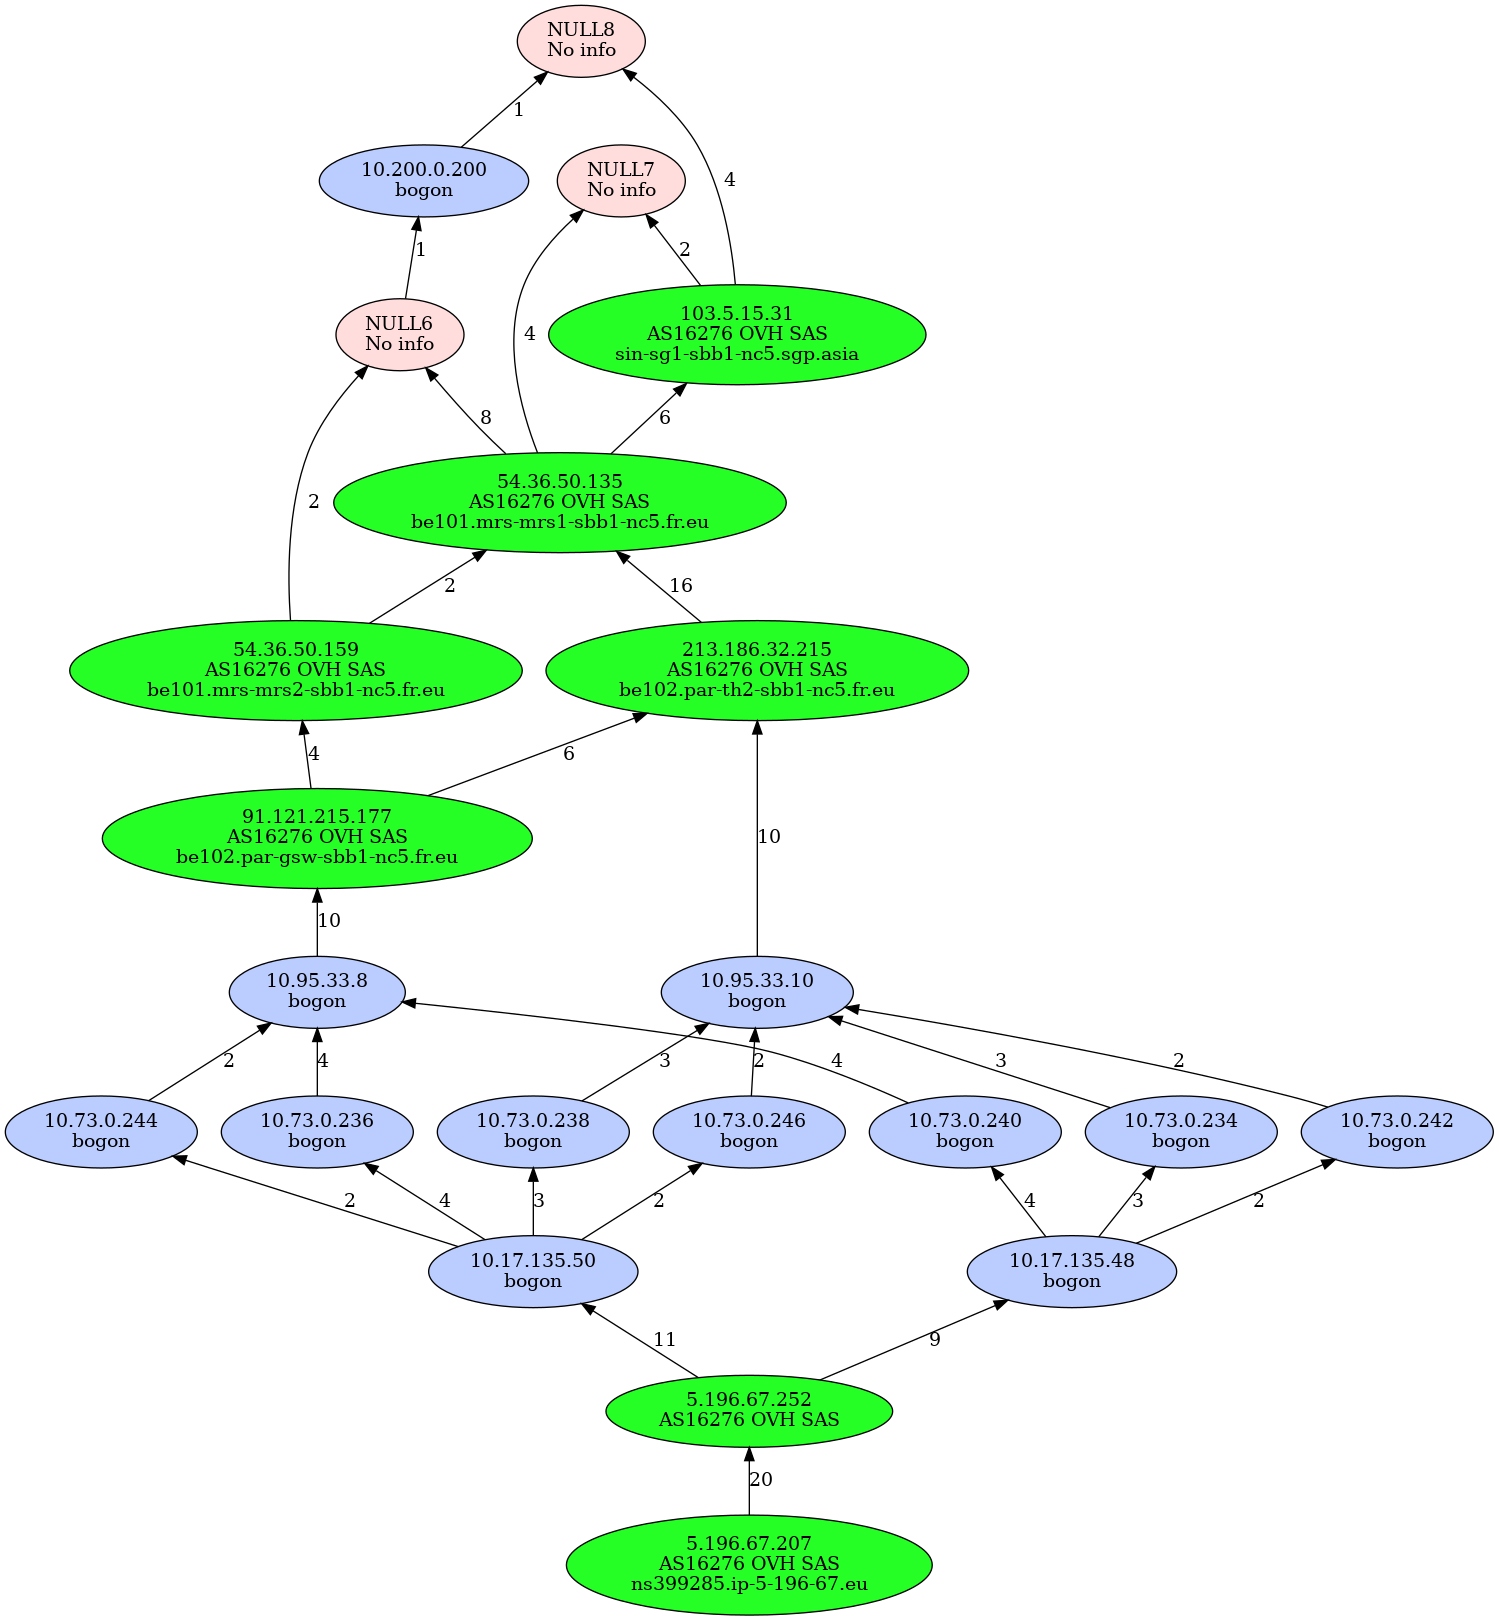 NULL8
No info
1
10.200.0.200
bogon
NULL7
No info
4
1
2
NULL6
No info
4
103.5.15.31
AS16276 OVH SAS
sin-sg1-sbb1-nc5.sgp.asia
8
6
2
54.36.50.135
AS16276 OVH SAS
be101.mrs-mrs1-sbb1-nc5.fr.eu
2
16
54.36.50.159
AS16276 OVH SAS
be101.mrs-mrs2-sbb1-nc5.fr.eu
213.186.32.215
AS16276 OVH SAS
be102.par-th2-sbb1-nc5.fr.eu
4
6
91.121.215.177
AS16276 OVH SAS
be102.par-gsw-sbb1-nc5.fr.eu
10
10
10.95.33.8
bogon
10.95.33.10
bogon
2
4
3
2
4
3
2
10.73.0.244
bogon
10.73.0.236
bogon
10.73.0.238
bogon
10.73.0.246
bogon
10.73.0.240
bogon
10.73.0.234
bogon
10.73.0.242
bogon
2
4
3
2
4
3
2
10.17.135.50
bogon
10.17.135.48
bogon
11
9
5.196.67.252
AS16276 OVH SAS
20
5.196.67.207
AS16276 OVH SAS
ns399285.ip-5-196-67.eu